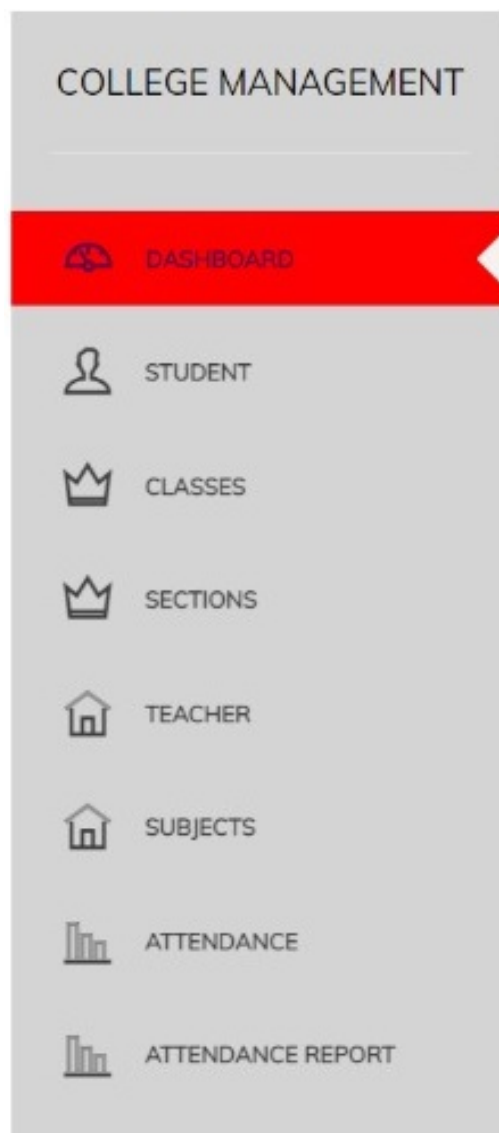 COLLEGE MANAGEMENT
DASHBOARD
STUDENT
CLASSES
SECTIONS
TEACHER
SUBJECTS
ATTENDANCE
ATTENDANCE REPORT